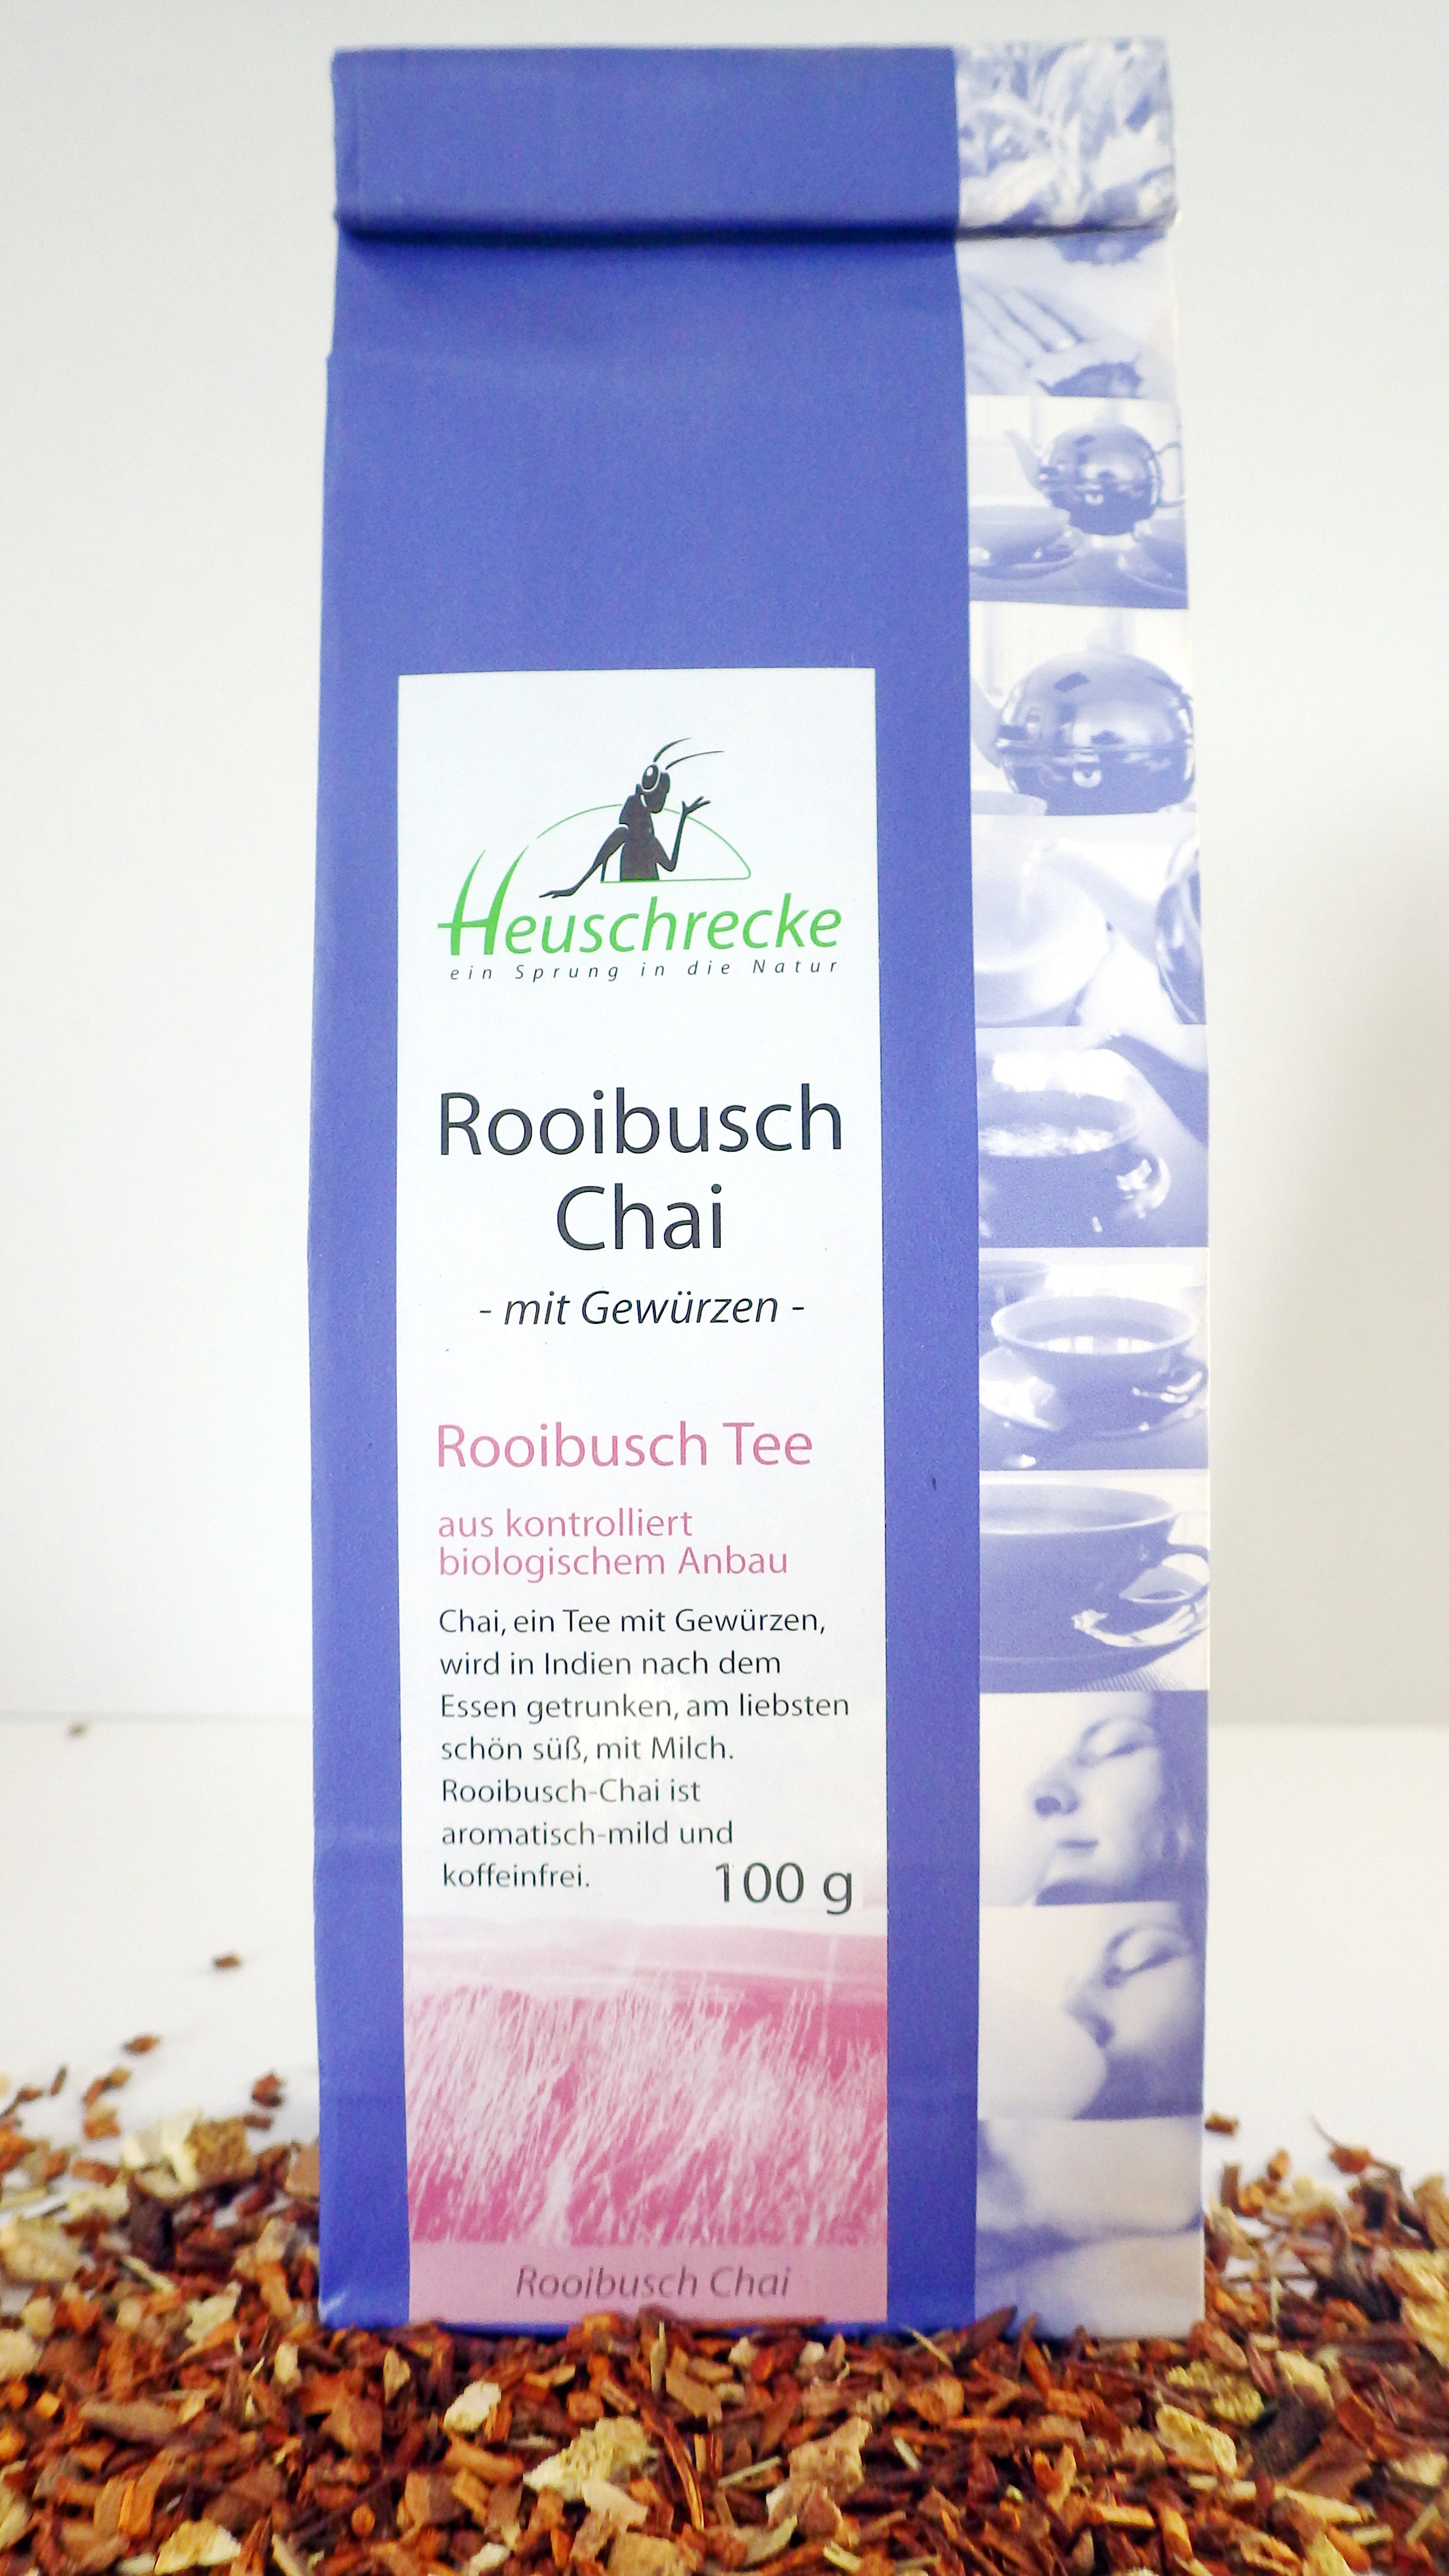 Heuschrecke
ein Sprung in die Natur
Rooibusch
Chai
- mit Gewürzen -
Rooibusch Tee
aus kontrolliert
biologischem Anbau
Chai, ein Tee mit Gewürzen,
wird in Indien nach dem
Essen getrunken, am liebsten
schön süß, mit Milch.
Rooibusch-Chai ist
aromatisch-mild und
koffeinfrei.
100 g
Rooibusch Chai